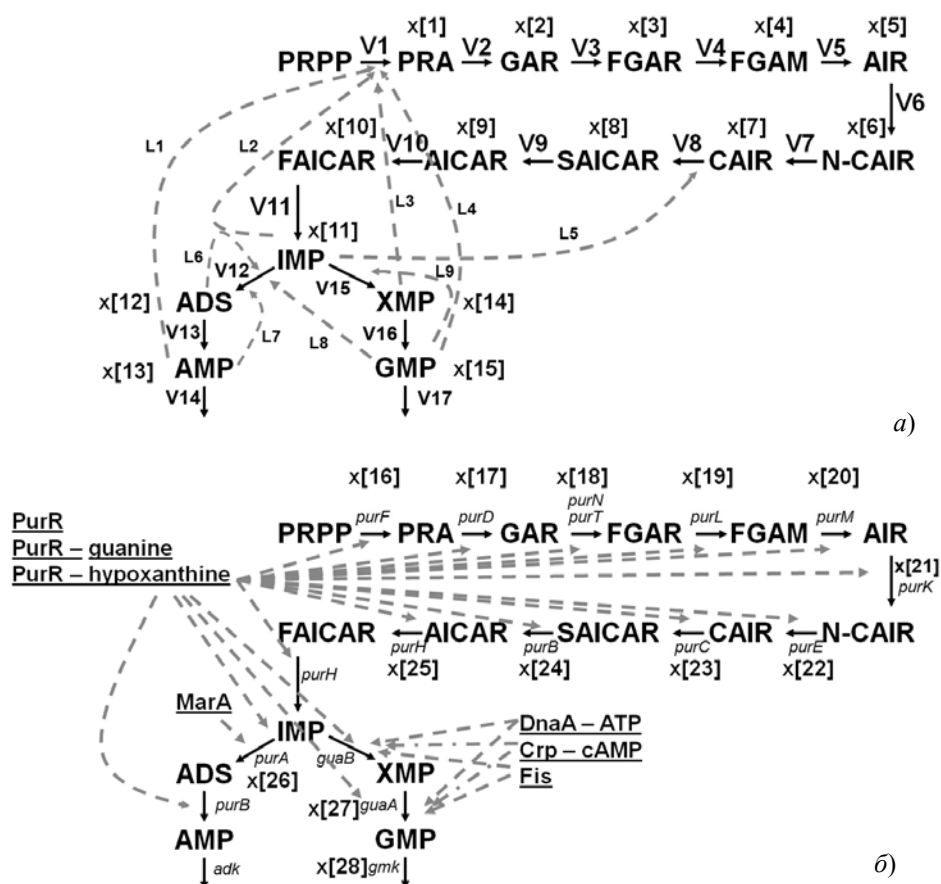 x[1] x[2] x[3] x[4] x[5]
V1 V2 V3 V4 V5
PRPP PRA GAR FGAR FGAM AIR
V6
x[10] x[9] x[8] x[7] x[6]
V10 V9 V8 V7
FAICAR AICAR SAICAR CAIR N-CAIR
L1 L2 L3 L4
V11
x[11] L5
IMP
L6 V12 V15 L9
x[12] ADS XMP x[14]
V13 L7 L8 V16
x[13] AMP GMP x[15]
V14 V17
а)
x[16] x[17] x[18] x[19] x[20]
purN
purF purD purT purL purM
PRPP PRA GAR FGAR FGAM AIR
PurR
PurR – guanine
PurR – hypoxanthine
x[21]
purK
FAICAR AICAR SAICAR CAIR N-CAIR
purH purB purC purE
x[25] x[24] x[23] x[22]
purH
MarA
IMP
DnaA – ATP
Crp – cAMP
Fis
purA guaB
ADS x[26] XMP
purB x[27] guaA
AMP GMP
adk x[28] gmk
б)